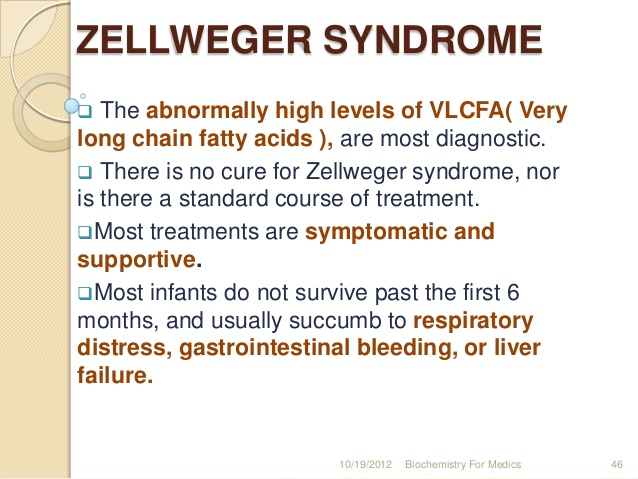 ZELLWEGER SYNDROME
❑ The abnormally high levels of VLCFA( Very
long chain fatty acids ), are most diagnostic.
❑ There is no cure for Zellweger syndrome, nor
is there a standard course of treatment.
❑Most treatments are symptomatic and
supportive.
❑Most infants do not survive past the first 6
months, and usually succumb to respiratory
distress, gastrointestinal bleeding, or liver
failure.
10/19/2012 Biochemistry For Medics 46